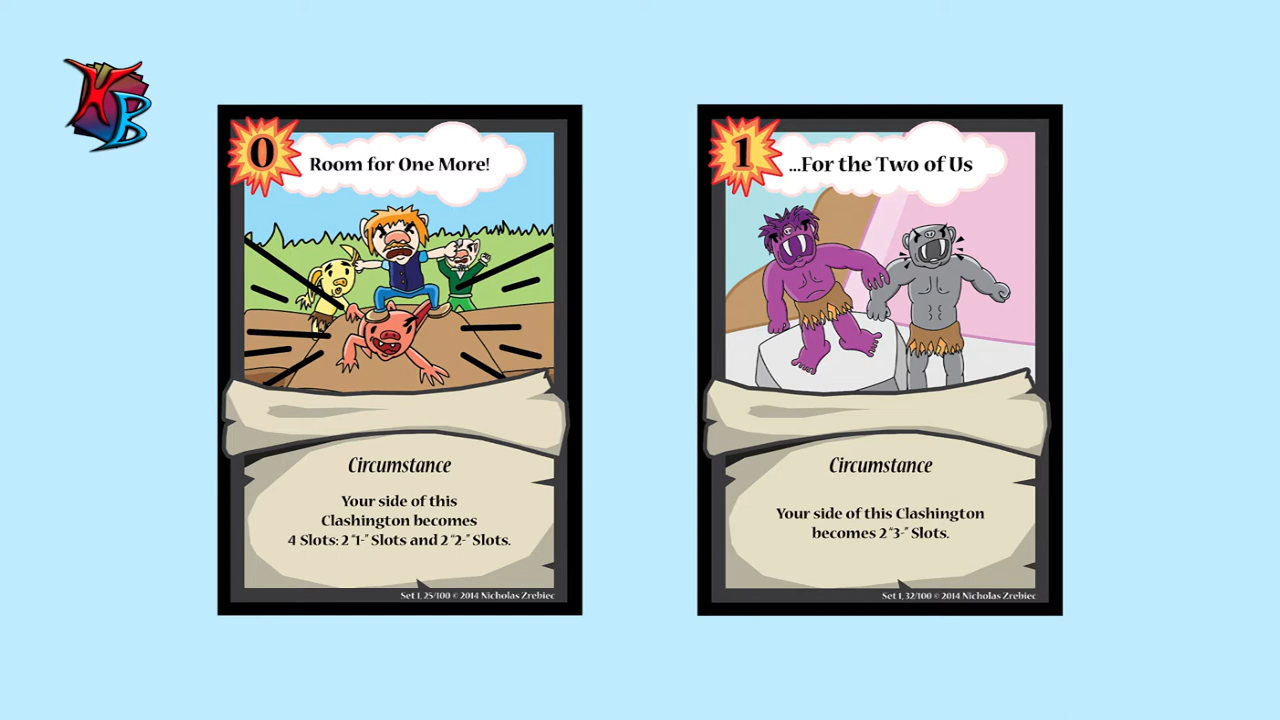 KB
0
Room for One More!
Circumstance
Your side of this
Clashington becomes
4 Slots: 2 "1-" Slots and 2 "2-" Slots.
Set 1, 25/100 © 2014 Nicholas Zrebiec
1
...For the Two of Us
Circumstance
Your side of this Clashington
becomes 2 "3-" Slots.
Set 1, 32/100 © 2014 Nicholas Zrebiec